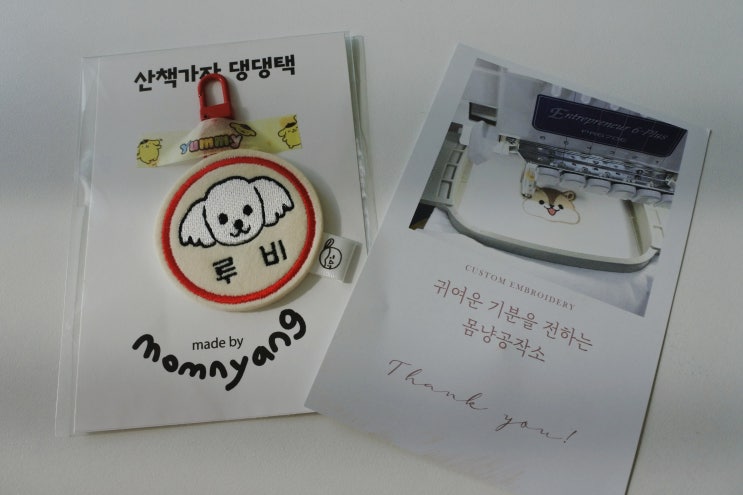 산책가자 댕댕택
yummy
루비
made by
momnyang
Entrepreneur 6-Plus
CUSTOM EMBROIDERY
귀여운 기분을 전하는
몸냥공작소
Thank you!